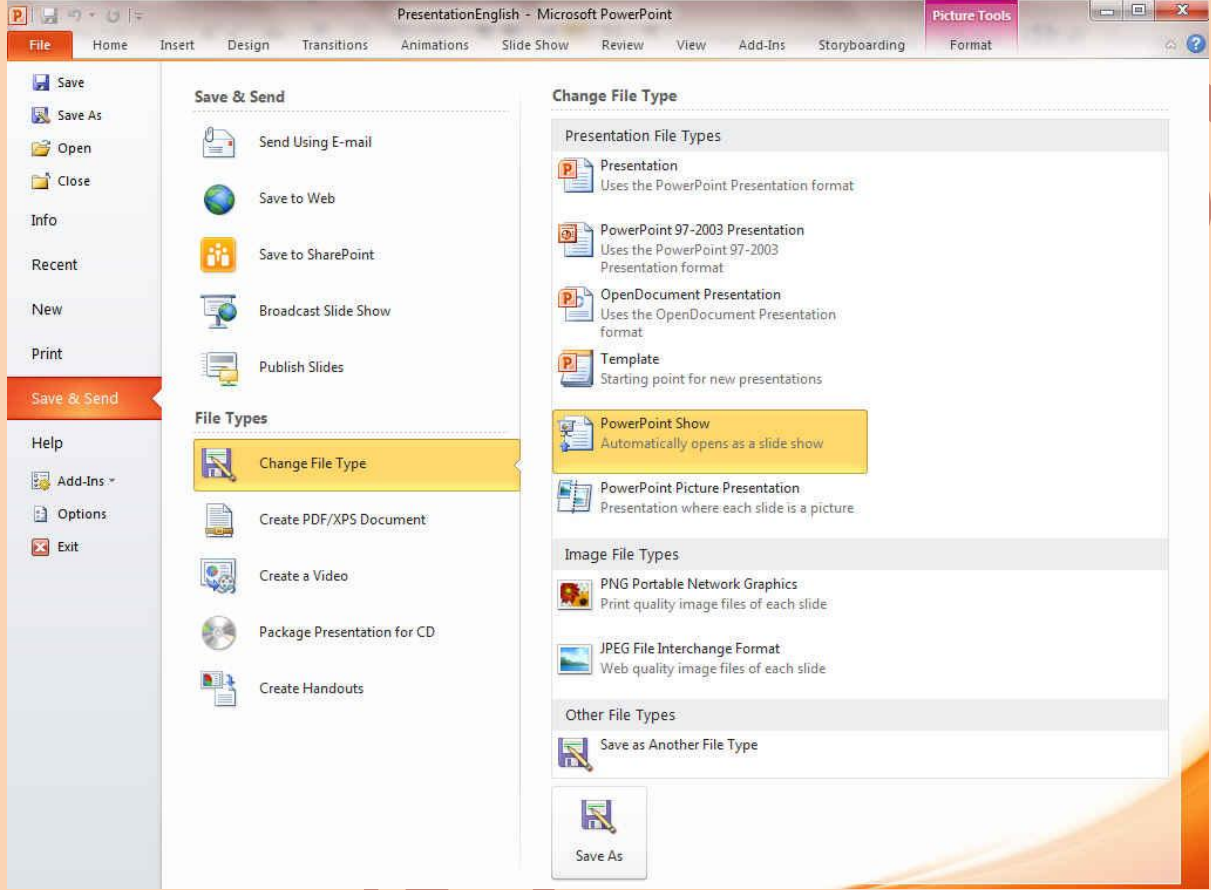 PresentationEnglish - Microsoft PowerPoint
Picture Tools
File Home Insert Design Transitions Animations Slide Show Review View Add-Ins Storyboarding Format
Save
Save As
Open
Close
Info
Recent
New
Print
Save & Send
Help
Add-Ins
Options
Exit
Save & Send
Send Using E-mail
Save to Web
Save to SharePoint
Broadcast Slide Show
Publish Slides
File Types
Change File Type
Create PDF/XPS Document
Create a Video
Package Presentation for CD
Create Handouts
Change File Type
Presentation File Types
Presentation
Uses the PowerPoint Presentation format
PowerPoint 97-2003 Presentation
Uses the PowerPoint 97-2003
Presentation format
OpenDocument Presentation
Uses the OpenDocument Presentation
format
Template
Starting point for new presentations
PowerPoint Show
Automatically opens as a slide show
PowerPoint Picture Presentation
Presentation where each slide is a picture
Image File Types
PNG Portable Network Graphics
Print quality image files of each slide
JPEG File Interchange Format
Web quality image files of each slide
Other File Types
Save as Another File Type
Save As